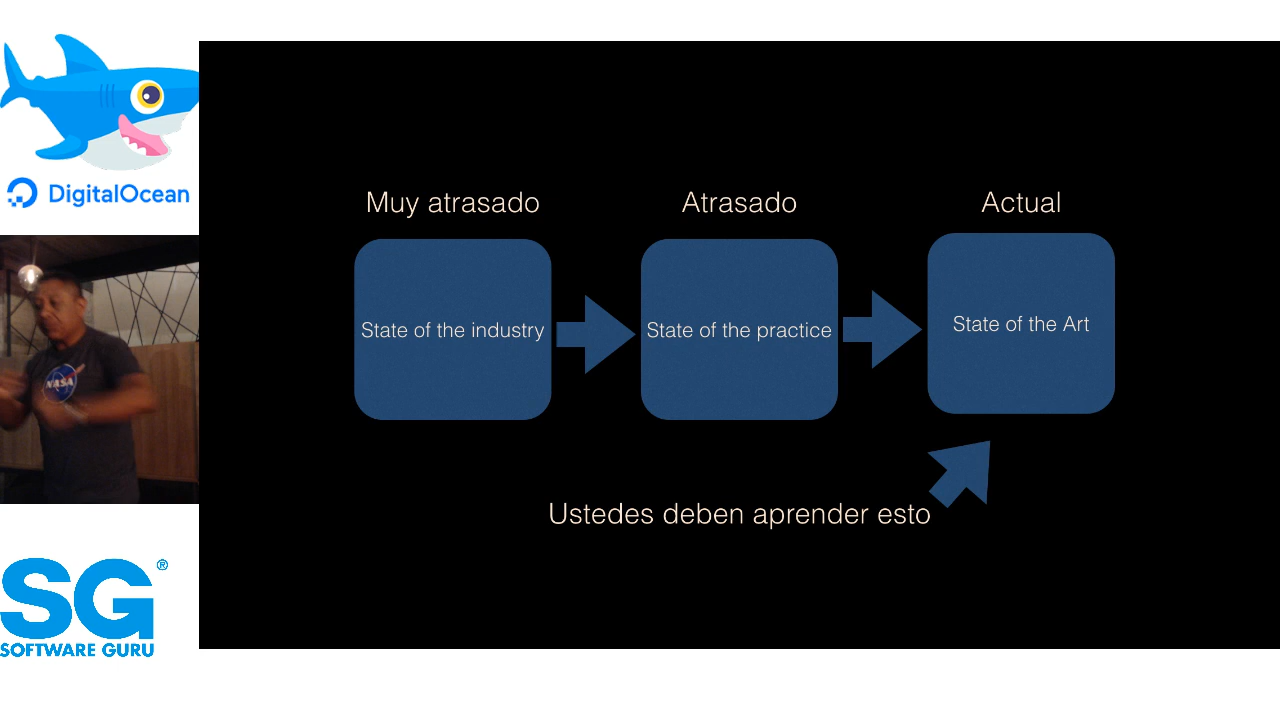 DigitalOcean
NASA
SG®
SOFTWARE GURU
Muy atrasado
Atrasado
Actual
State of the industry
State of the practice
State of the Art
Ustedes deben aprender esto